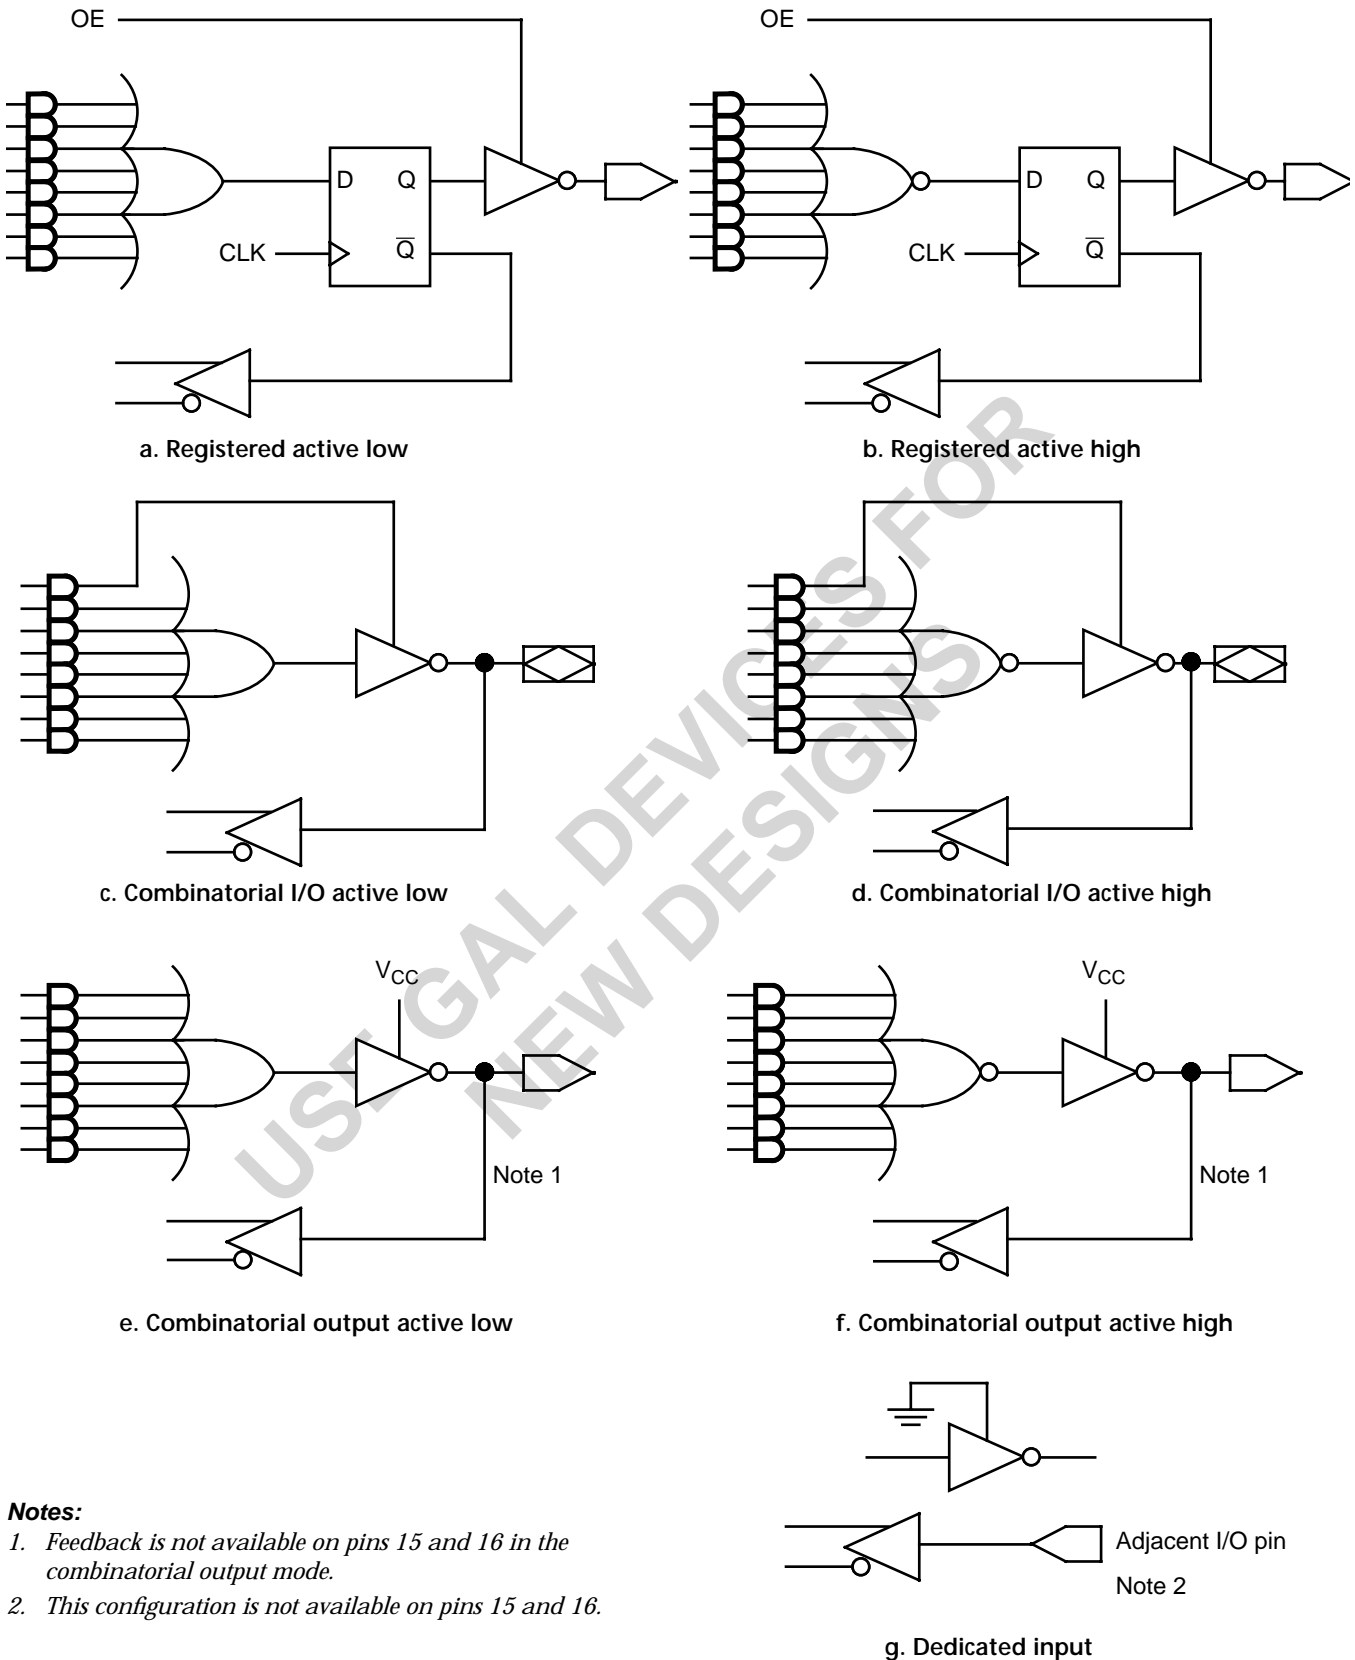 OE
OE
D Q
CLK Q̅
D Q
CLK Q̅
a. Registered active low
b. Registered active high
c. Combinatorial I/O active low
d. Combinatorial I/O active high
VCC
VCC
Note 1
Note 1
e. Combinatorial output active low
f. Combinatorial output active high
Notes:
1. Feedback is not available on pins 15 and 16 in the
combinatorial output mode.
2. This configuration is not available on pins 15 and 16.
Adjacent I/O pin
Note 2
g. Dedicated input
USE GAL DEVICES FOR
NEW DESIGNS